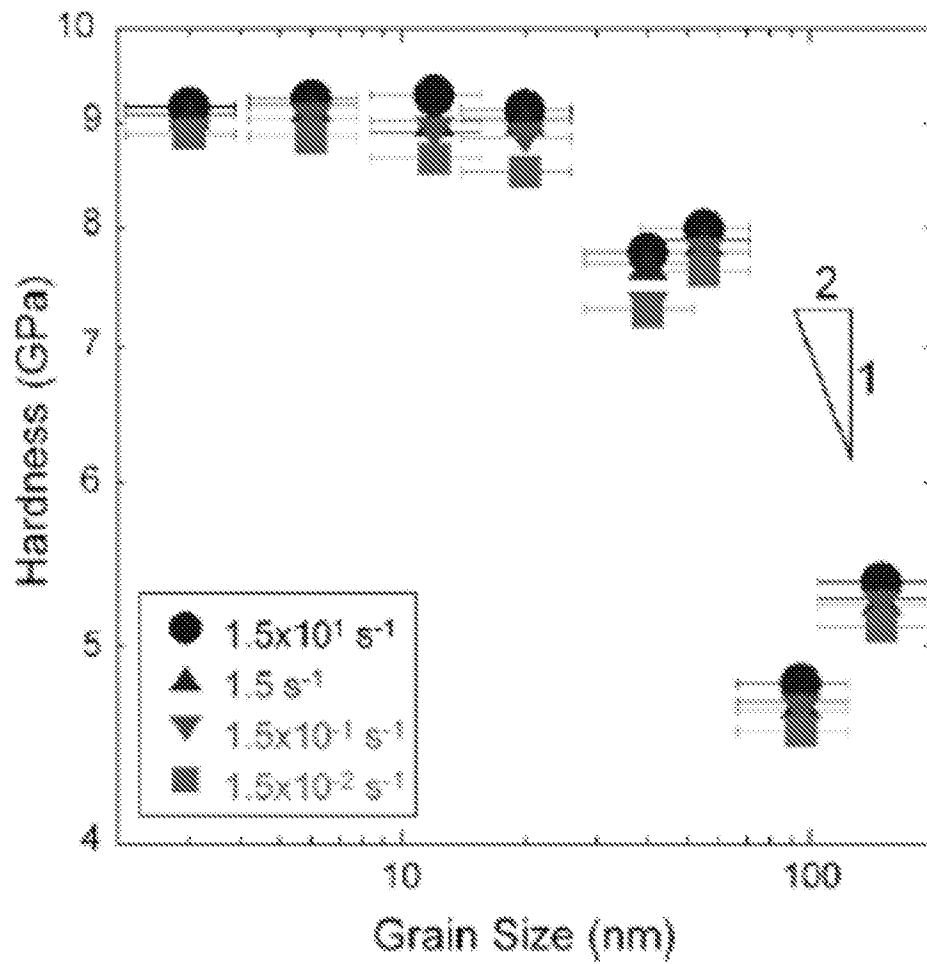 10
9
8
7
6
5
4
Hardness (GPa)
2
1
1.5x10¹ s⁻¹
1.5 s⁻¹
1.5x10⁻¹ s⁻¹
1.5x10⁻² s⁻¹
10
100
Grain Size (nm)